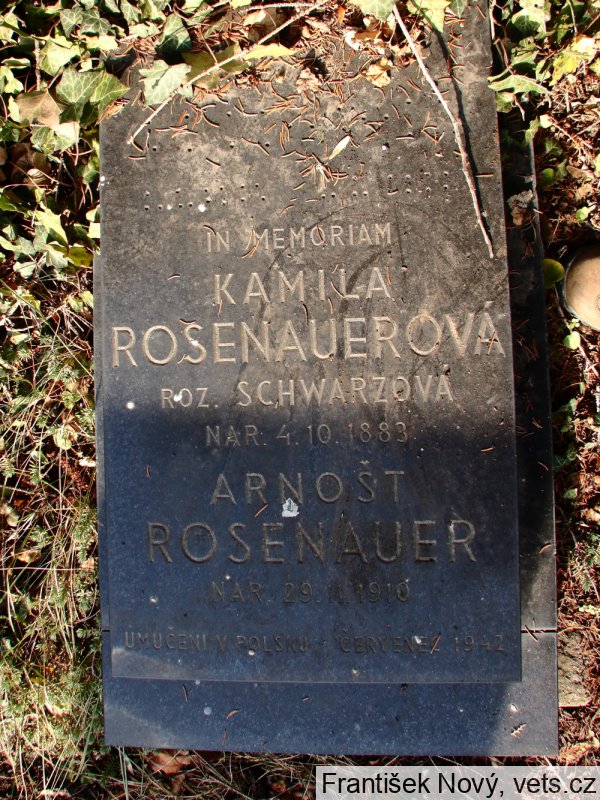 IN MEMORIAM
KAMILA
ROSENAUEROVÁ
ROZ. SCHWARZOVÁ
NAR. 4.10.1883
ARNOŠT
ROSENAUER
NAR. 29.11.1910
UMUČENI V POLSKU - ČERVENEC 1942
František Nový, vets.cz